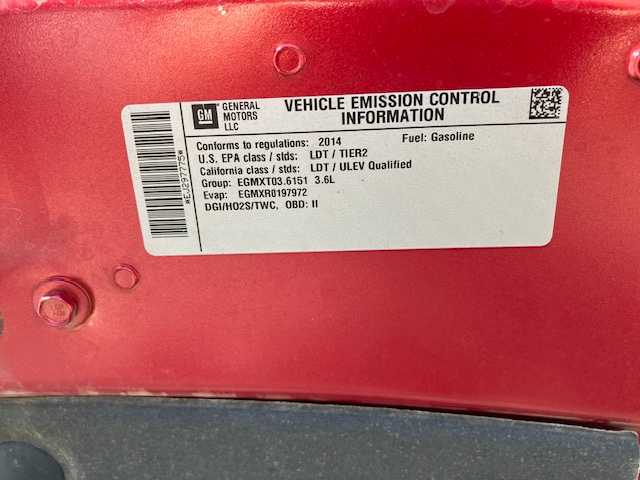 GM
GENERAL
MOTORS
LLC
VEHICLE EMISSION CONTROL
INFORMATION
Conforms to regulations: 2014 Fuel: Gasoline
U.S. EPA class / stds: LDT / TIER2
California class / stds: LDT / ULEV Qualified
Group: EGMXT03.6151 3.6L
Evap: EGMXR0197972
DGI/HO2S/TWC, OBD: II
*EJ297775*